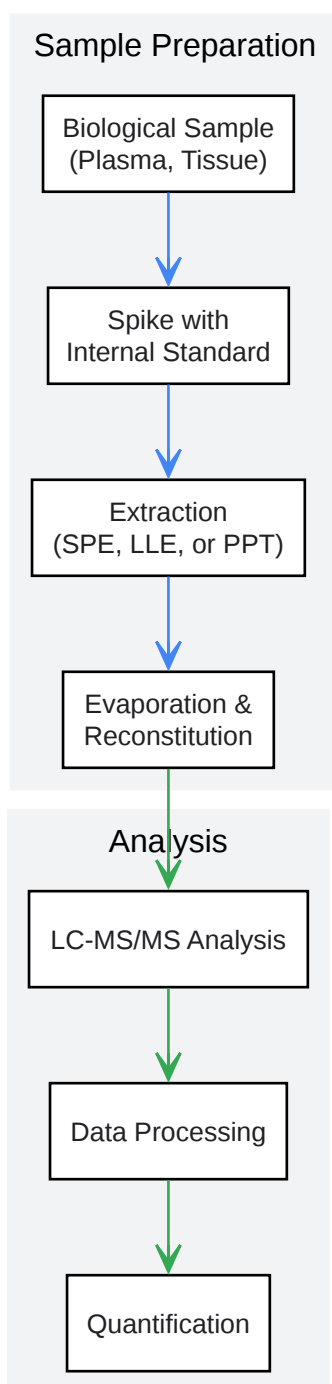 Sample Preparation
Biological Sample
(Plasma, Tissue)
Spike with
Internal Standard
Extraction
(SPE, LLE, or PPT)
Evaporation &
Reconstitution
Analysis
LC-MS/MS Analysis
Data Processing
Quantification